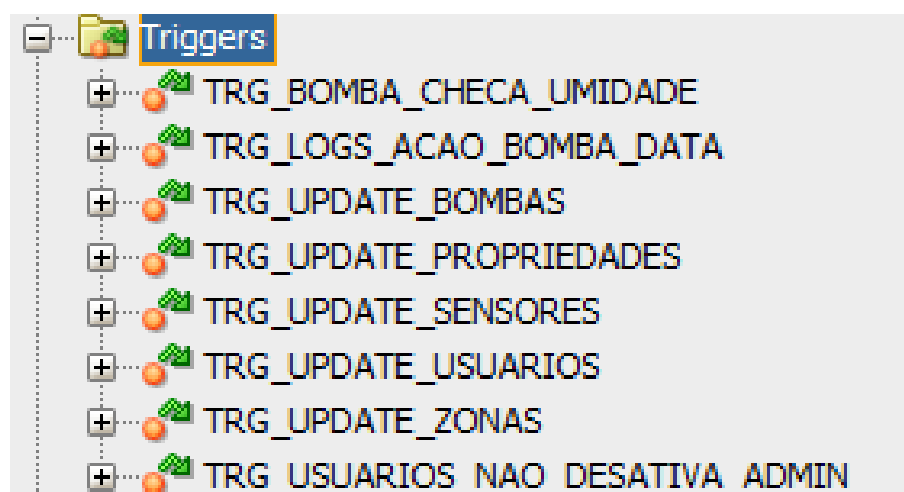 Triggers
TRG_BOMBA_CHECA_UMIDADE
TRG_LOGS_ACAO_BOMBA_DATA
TRG_UPDATE_BOMBAS
TRG_UPDATE_PROPRIEDADES
TRG_UPDATE_SENSORES
TRG_UPDATE_USUARIOS
TRG_UPDATE_ZONAS
TRG_USUARIOS_NAO_DESATIVA_ADMIN